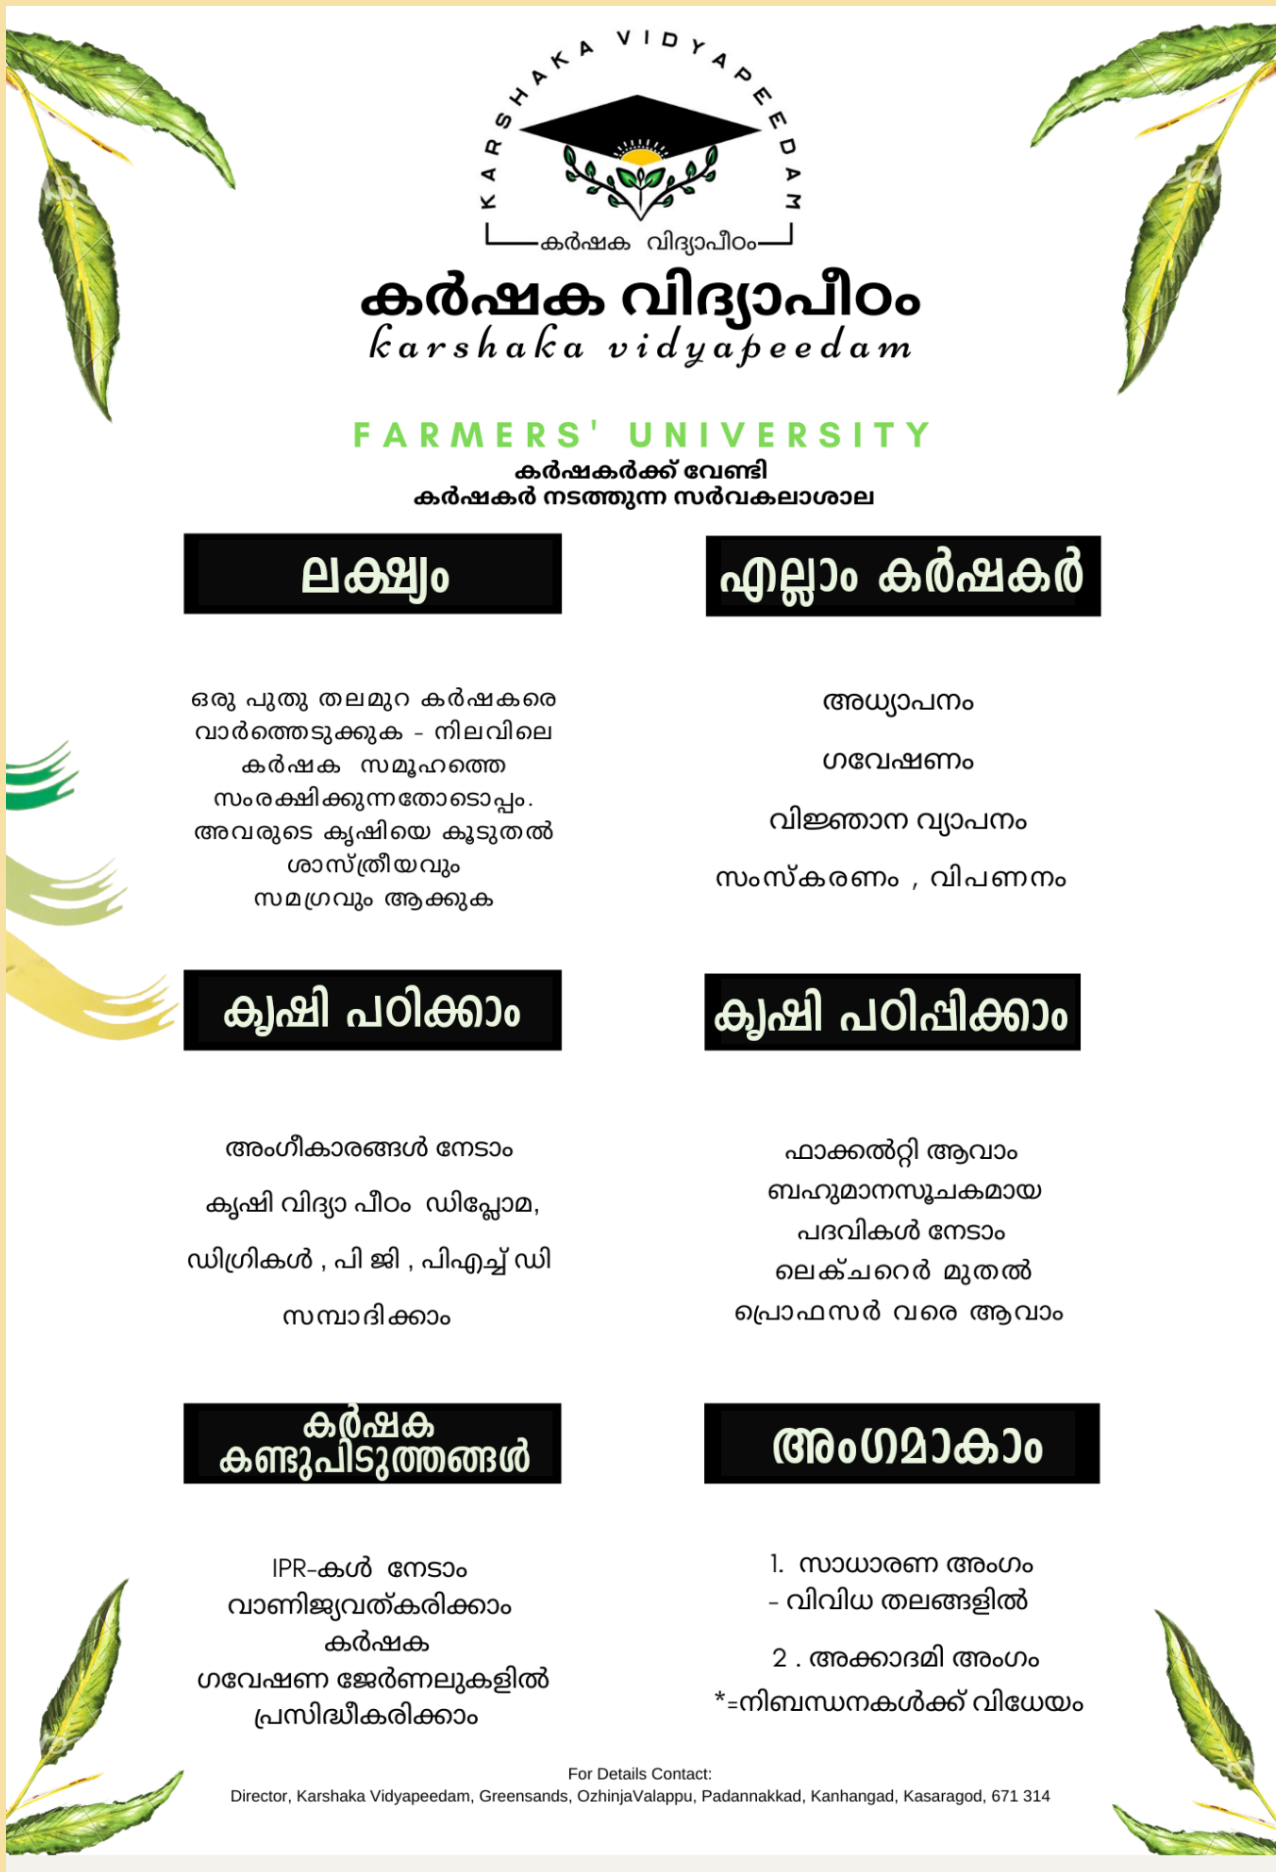 KARSHAKA VIDYAPEEDAM
കർഷക വിദ്യാപീഠം
കർഷക വിദ്യാപീഠം
karshaka vidyapeedam
FARMERS' UNIVERSITY
കർഷകർക്ക് വേണ്ടി
കർഷകർ നടത്തുന്ന സർവകലാശാല
ലക്ഷ്യം
ഒരു പുതു തലമുറ കർഷകരെ
വാർത്തെടുക്കുക - നിലവിലെ
കർഷക സമൂഹത്തെ
സംരക്ഷിക്കുന്നതോടൊപ്പം.
അവരുടെ കൃഷിയെ കൂടുതൽ
ശാസ്ത്രീയവും
സമഗ്രവും ആക്കുക
എല്ലാം കർഷകർ
അധ്യാപനം
ഗവേഷണം
വിജ്ഞാന വ്യാപനം
സംസ്കരണം , വിപണനം
കൃഷി പഠിക്കാം
അംഗീകാരങ്ങൾ നേടാം
കൃഷി വിദ്യാ പീഠം ഡിപ്ലോമ,
ഡിഗ്രികൾ , പി ജി , പിഎച്ച് ഡി
സമ്പാദിക്കാം
കൃഷി പഠിപ്പിക്കാം
ഫാക്കൽറ്റി ആവാം
ബഹുമാനസൂചകമായ
പദവികൾ നേടാം
ലെക്ചറെർ മുതൽ
പ്രൊഫസർ വരെ ആവാം
കർഷക
കണ്ടുപിടുത്തങ്ങൾ
IPR-കൾ നേടാം
വാണിജ്യവത്കരിക്കാം
കർഷക
ഗവേഷണ ജേർണലുകളിൽ
പ്രസിദ്ധീകരിക്കാം
അംഗമാകാം
1. സാധാരണ അംഗം
- വിവിധ തലങ്ങളിൽ
2 . അക്കാദമി അംഗം
*=നിബന്ധനകൾക്ക് വിധേയം
For Details Contact:
Director, Karshaka Vidyapeedam, Greensands, OzhinjaValappu, Padannakkad, Kanhangad, Kasaragod, 671 314